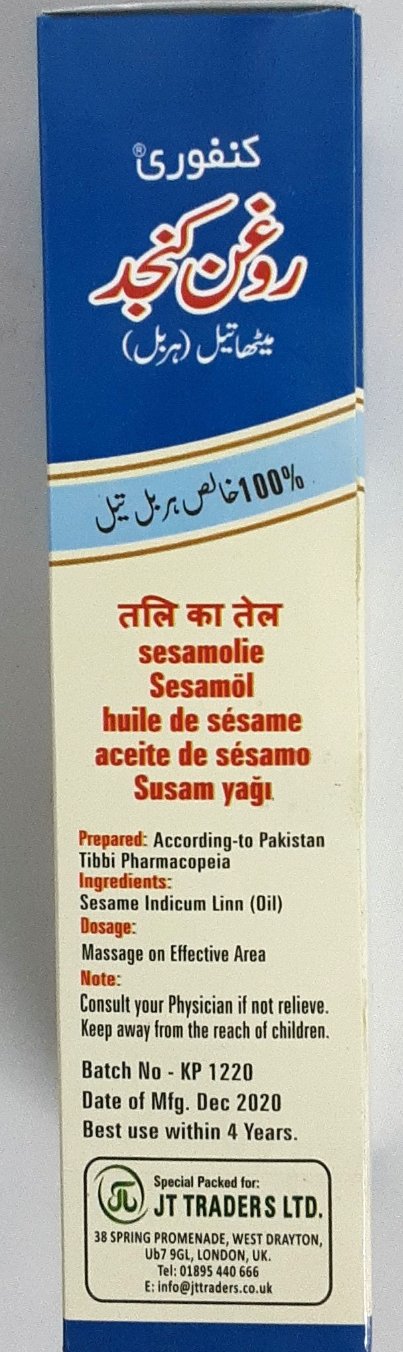 کنفوری®
روغن کنجد
میٹھا تیل (ہربل)
100% خالص ہربل تیل
तलि का तेल
sesamolie
Sesamöl
huile de sésame
aceite de sésamo
Susam yağı
Prepared: According-to Pakistan
Tibbi Pharmacopeia
Ingredients:
Sesame Indicum Linn (Oil)
Dosage:
Massage on Effective Area
Note:
Consult your Physician if not relieve.
Keep away from the reach of children.
Batch No - KP 1220
Date of Mfg. Dec 2020
Best use within 4 Years.
Special Packed for:
JT TRADERS LTD.
38 SPRING PROMENADE, WEST DRAYTON,
Ub7 9GL, LONDON, UK.
Tel: 01895 440 666
E: info@jttraders.co.uk